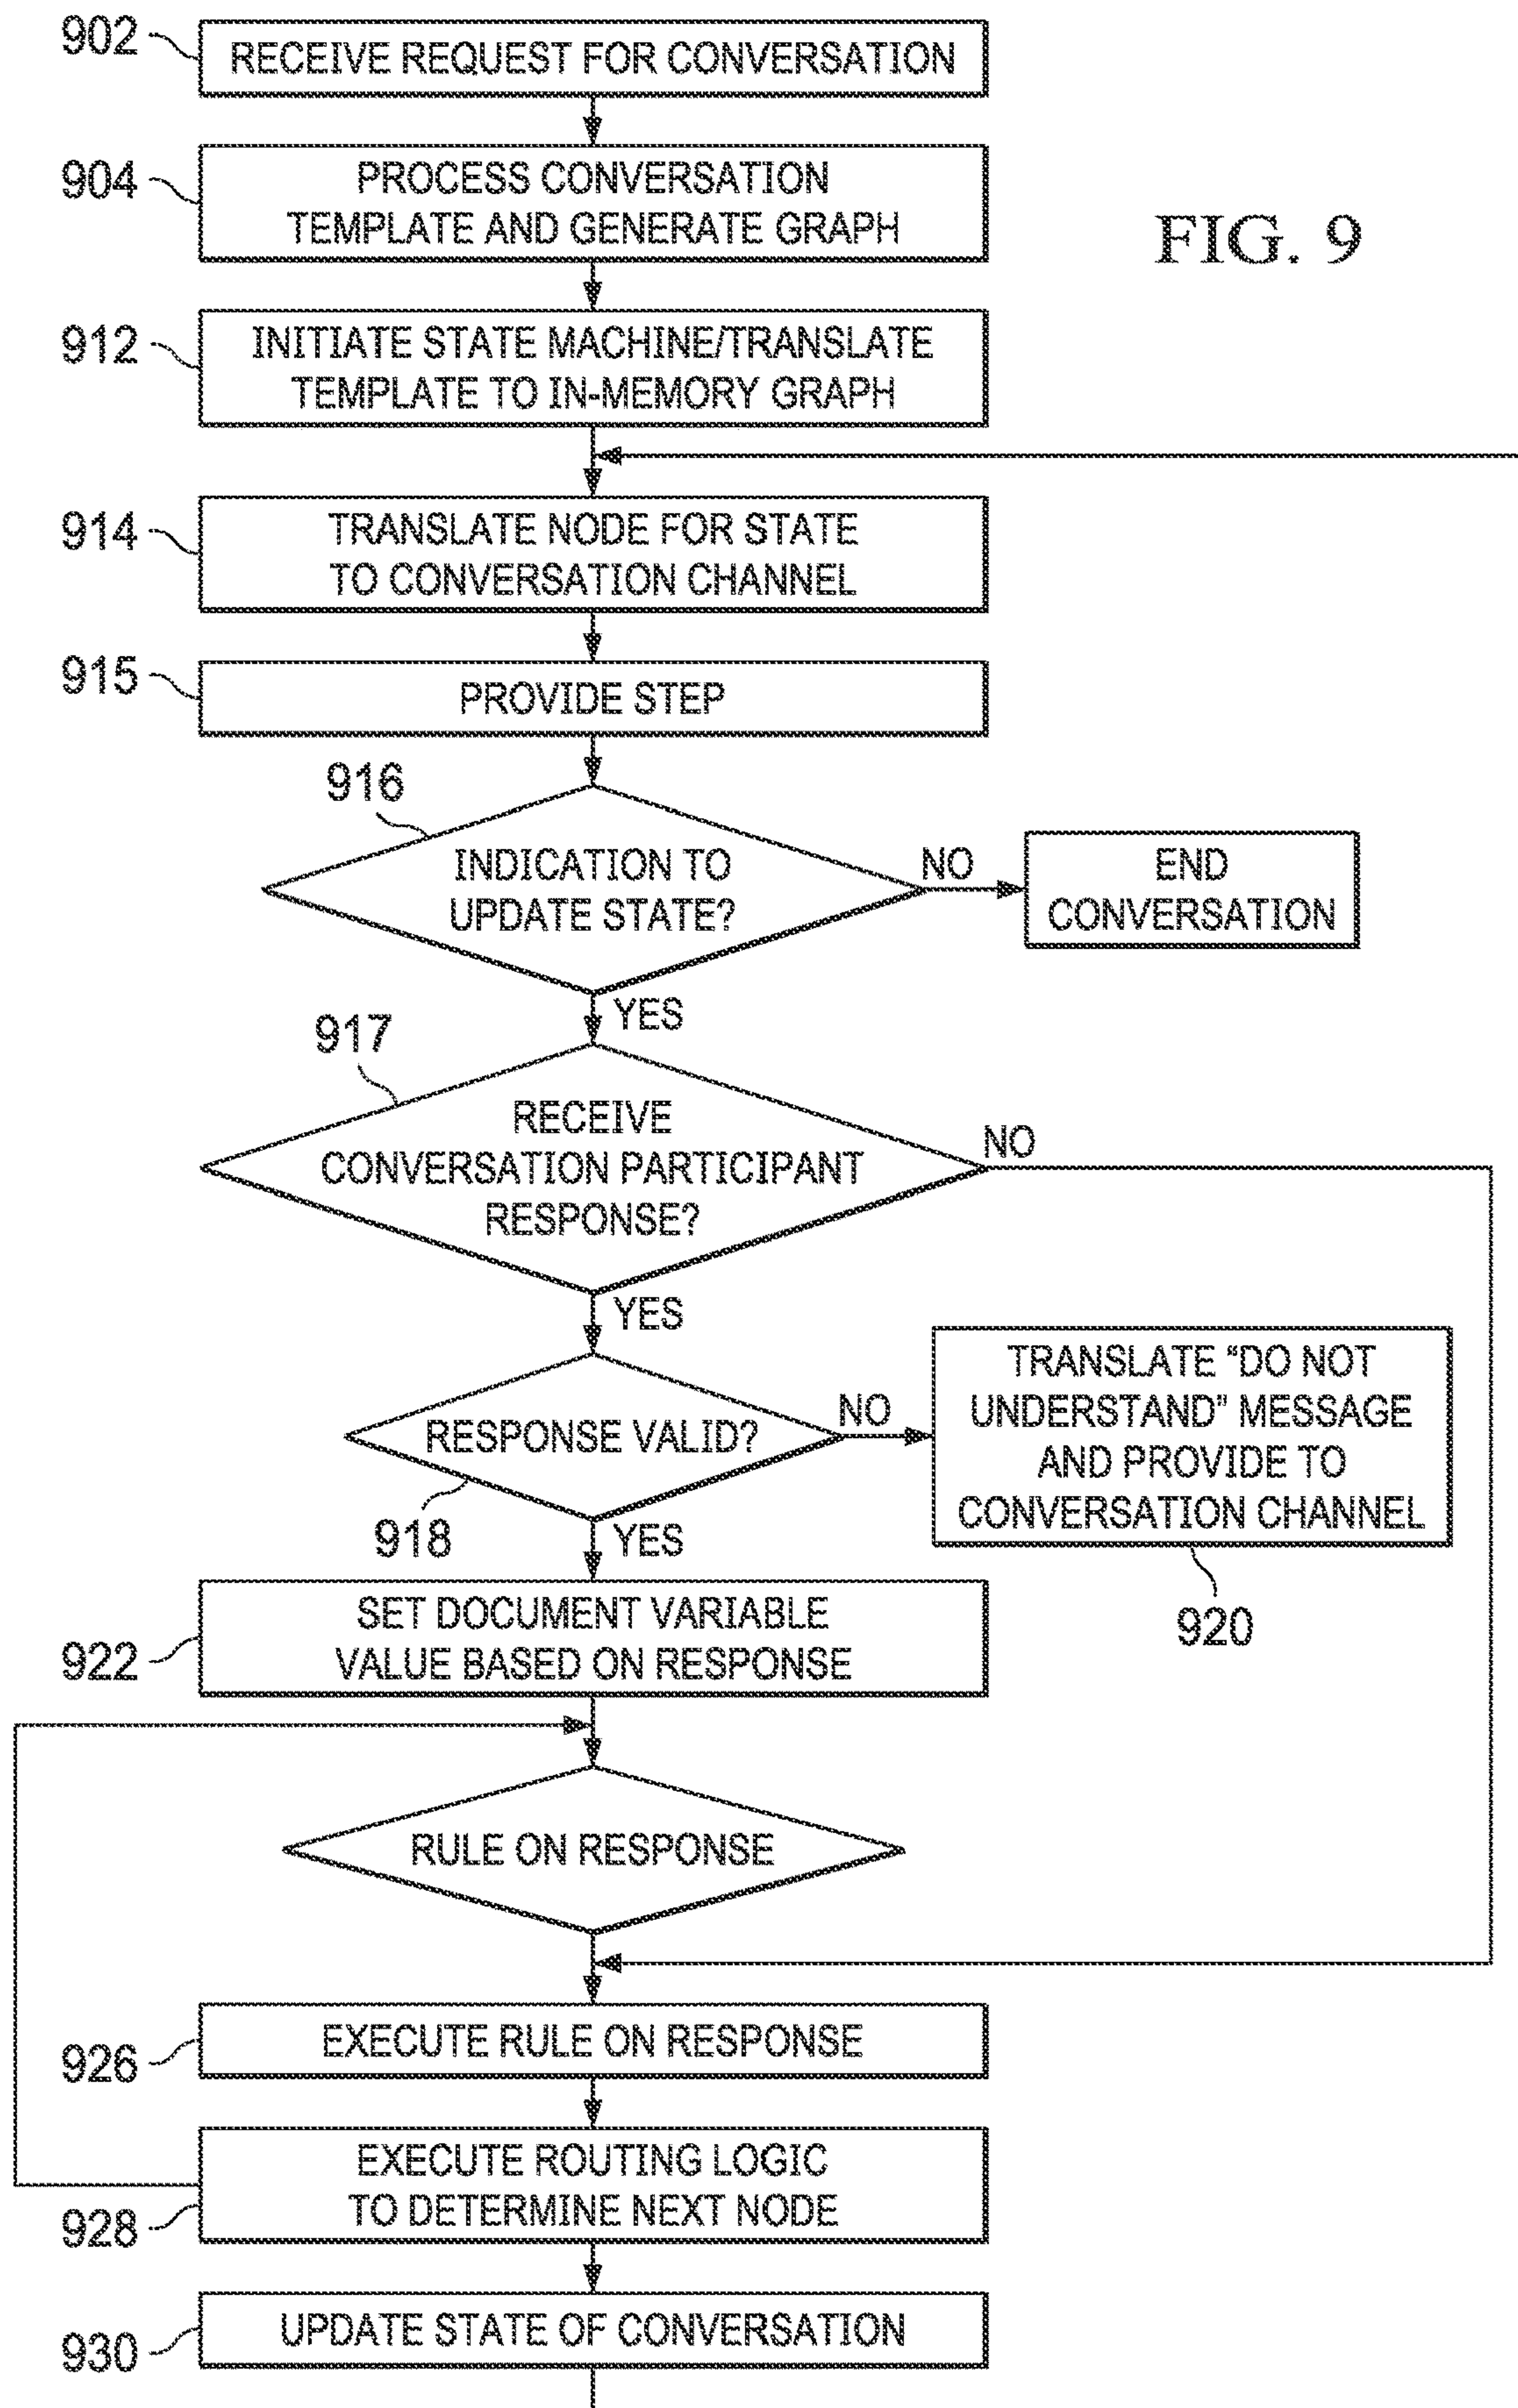 902
RECEIVE REQUEST FOR CONVERSATION
904
PROCESS CONVERSATION
TEMPLATE AND GENERATE GRAPH
FIG. 9
912
INITIATE STATE MACHINE/TRANSLATE
TEMPLATE TO IN-MEMORY GRAPH
914
TRANSLATE NODE FOR STATE
TO CONVERSATION CHANNEL
915
PROVIDE STEP
916
INDICATION TO
UPDATE STATE?
NO
END
CONVERSATION
YES
917
RECEIVE
CONVERSATION PARTICIPANT
RESPONSE?
NO
YES
RESPONSE VALID?
NO
918
YES
TRANSLATE “DO NOT
UNDERSTAND” MESSAGE
AND PROVIDE TO
CONVERSATION CHANNEL
920
922
SET DOCUMENT VARIABLE
VALUE BASED ON RESPONSE
RULE ON RESPONSE
926
EXECUTE RULE ON RESPONSE
928
EXECUTE ROUTING LOGIC
TO DETERMINE NEXT NODE
930
UPDATE STATE OF CONVERSATION